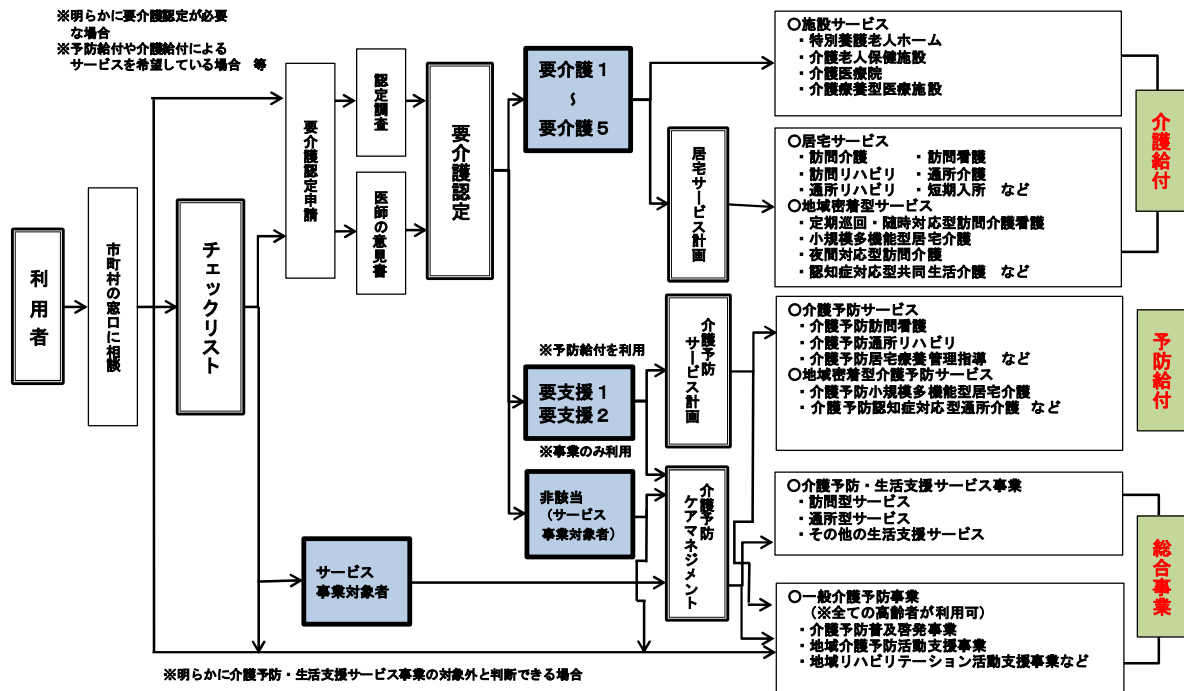 ※明らかに要介護認定が必要
な場合
※予防給付や介護給付による
サービスを希望している場合　等
利用者
市町村の窓口に相談
チェックリスト
要介護認定申請
認定調査
医師の意見書
要介護認定
要介護１
～
要介護５
※予防給付を利用
要支援１
要支援２
※事業のみ利用
非該当
（サービス
事業対象者）
サービス
事業対象者
居宅サービス計画
介護予防
サービス計画
介護予防
ケアマネジメント
〇施設サービス
・特別養護老人ホーム
・介護老人保健施設
・介護医療院
・介護療養型医療施設
〇居宅サービス
・訪問介護　・訪問看護
・訪問リハビリ　・通所介護
・通所リハビリ　・短期入所　など
〇地域密着型サービス
・定期巡回・随時対応型訪問介護看護
・小規模多機能型居宅介護
・夜間対応型訪問介護
・認知症対応型共同生活介護　など
介護給付
〇介護予防サービス
・介護予防訪問看護
・介護予防通所リハビリ
・介護予防居宅療養管理指導　など
〇地域密着型介護予防サービス
・介護予防小規模多機能型居宅介護
・介護予防認知症対応型通所介護　など
予防給付
〇介護予防・生活支援サービス事業
・訪問型サービス
・通所型サービス
・その他の生活支援サービス
〇一般介護予防事業
（※全ての高齢者が利用可）
・介護予防普及啓発事業
・地域介護予防活動支援事業
・地域リハビリテーション活動支援事業など
総合事業
※明らかに介護予防・生活支援サービス事業の対象外と判断できる場合